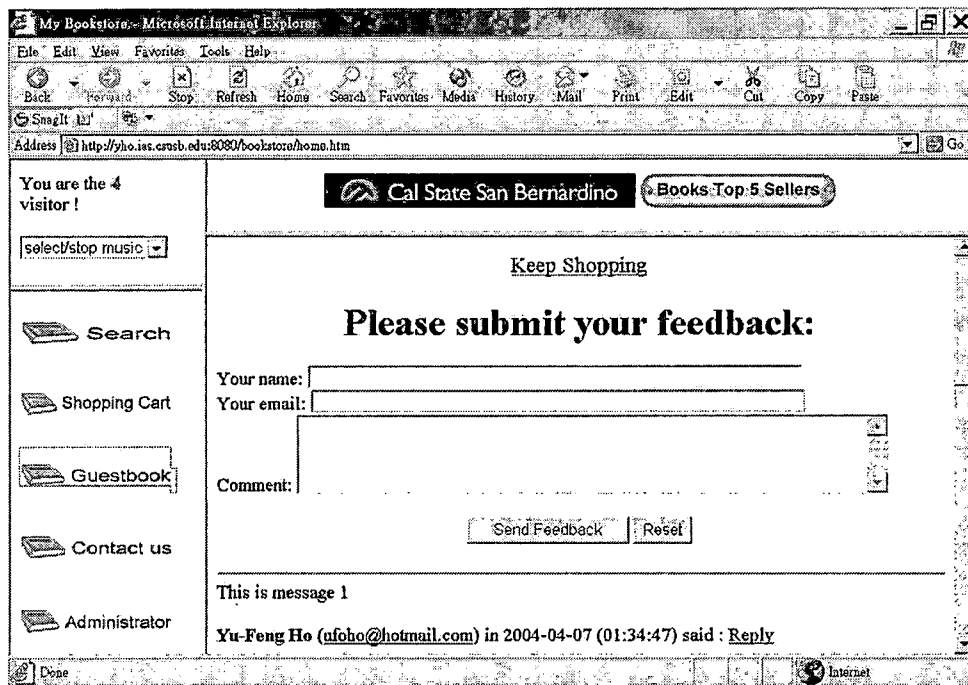 My Bookstore - Microsoft Internet Explorer
File Edit View Favorites Tools Help
Back Forward Stop Refresh Home Search Favorites Media History Mail Print Edit Cut Copy Paste
SnagIt
Address http://yho.ias.csusb.edu:8080/bookstore/home.htm Go
You are the 4
visitor !
select/stop music
Search
Shopping Cart
Guestbook
Contact us
Administrator
Cal State San Bernardino
Books Top 5 Sellers
Keep Shopping
Please submit your feedback:
Your name:
Your email:
Comment:
Send Feedback Reset
This is message 1
Yu-Feng Ho (ufoho@hotmail.com) in 2004-04-07 (01:34:47) said : Reply
Done Internet